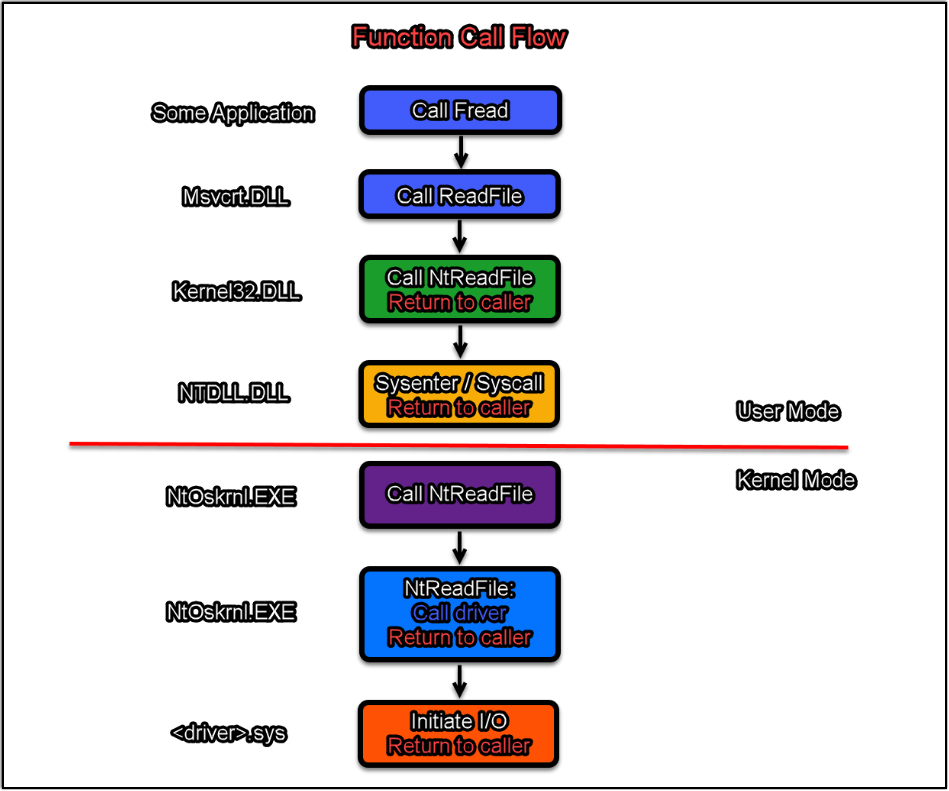 Function Call Flow
Some Application
Call Fread
Msvcrt.DLL
Call ReadFile
Kernel32.DLL
Call NtReadFile
Return to caller
NTDLL.DLL
Sysenter / Syscall
Return to caller
User Mode
Kernel Mode
NtOskrnl.EXE
Call NtReadFile
NtOskrnl.EXE
NtReadFile:
Call driver
Return to caller
<driver>.sys
Initiate I/O
Return to caller